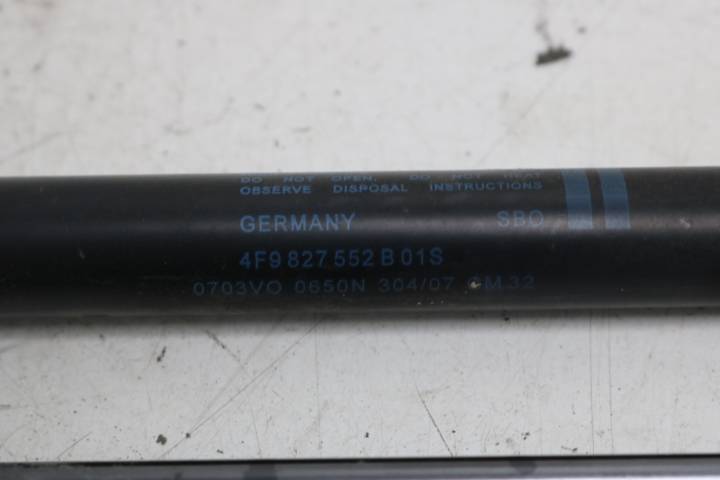 DO NOT OPEN, DO NOT HEAT
OBSERVE DISPOSAL INSTRUCTIONS
GERMANY SBO
4F9 827 552 B 01S
0703VO 0650N 304/07 M.32